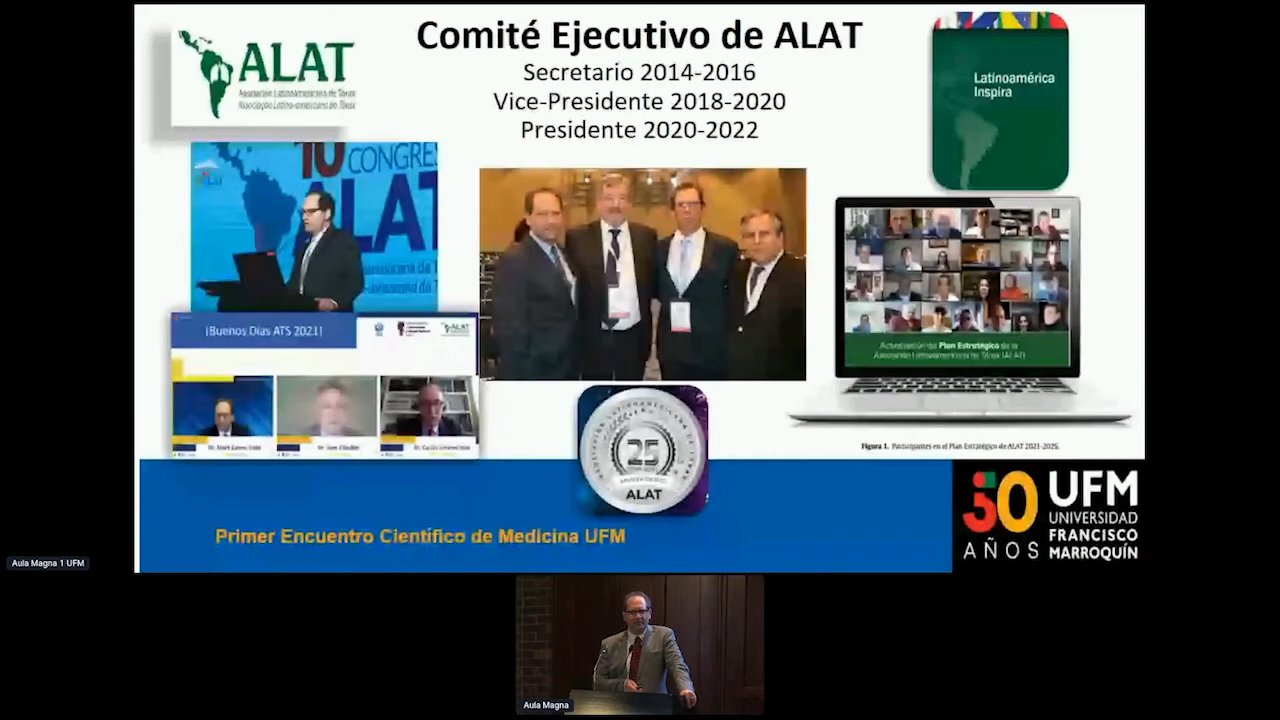 Comité Ejecutivo de ALAT
Secretario 2014-2016
Vice-Presidente 2018-2020
Presidente 2020-2022
ALAT
Asociación Latinoamericana de Tórax
Associação Latino-americana do Tórax
Latinoamérica
Inspira
10 CONGRES
ALAT
¡Buenos Días ATS 2021!
ALAT
Actualización del Plan Estratégico de la
Asociación Latinoamericana de Tórax (ALAT)
Figura 1. Participantes en el Plan Estratégico de ALAT 2021-2025.
25
ALAT
Primer Encuentro Científico de Medicina UFM
50
AÑOS
UFM
UNIVERSIDAD
FRANCISCO
MARROQUÍN
Aula Magna 1 UFM
Aula Magna